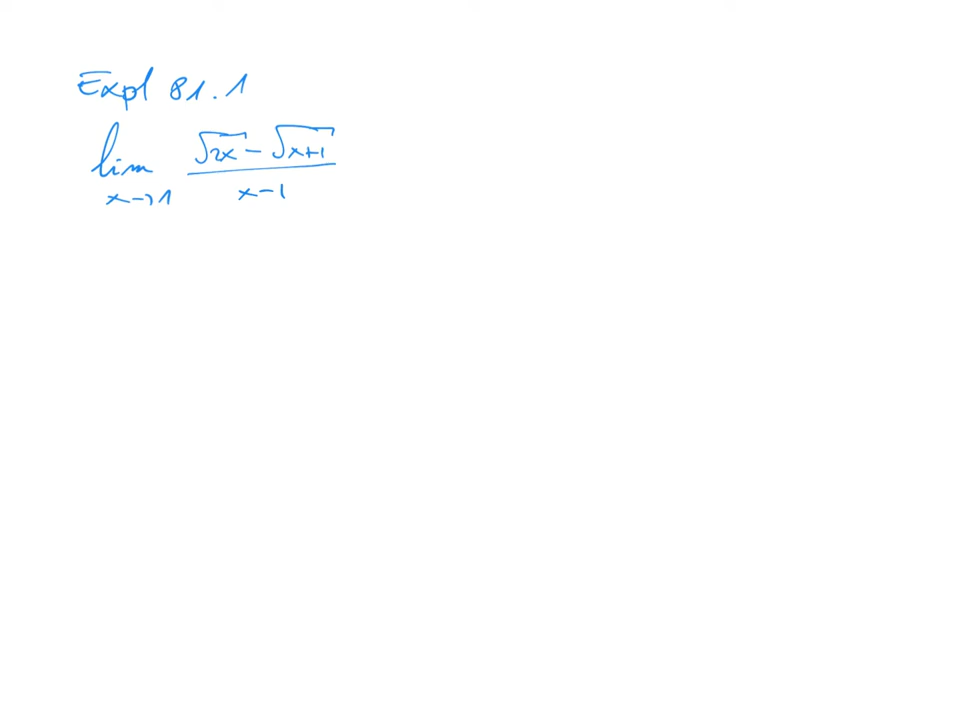 Expl 81.1
lim x→1 (√2x − √x+1) / (x−1)